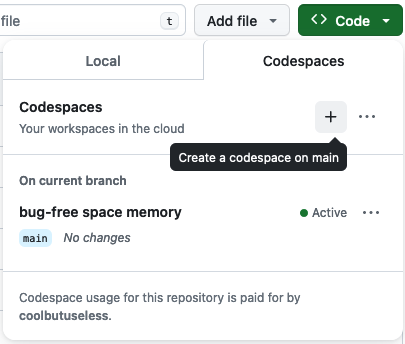 file
t
Add file
Code
Local
Codespaces
Codespaces
Your workspaces in the cloud
Create a codespace on main
On current branch
bug-free space memory
Active
main
No changes
Codespace usage for this repository is paid for by
coolbutuseless.